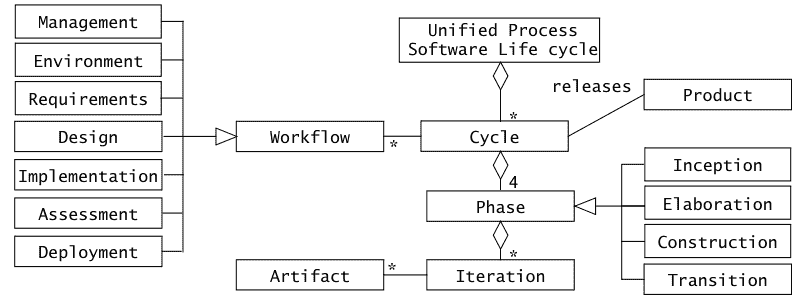 Management
Environment
Requirements
Design
Implementation
Assessment
Deployment
Workflow
*
Unified Process
Software Life cycle
*
Cycle
releases
Product
4
Phase
Inception
Elaboration
Construction
Transition
*
Iteration
*
Artifact